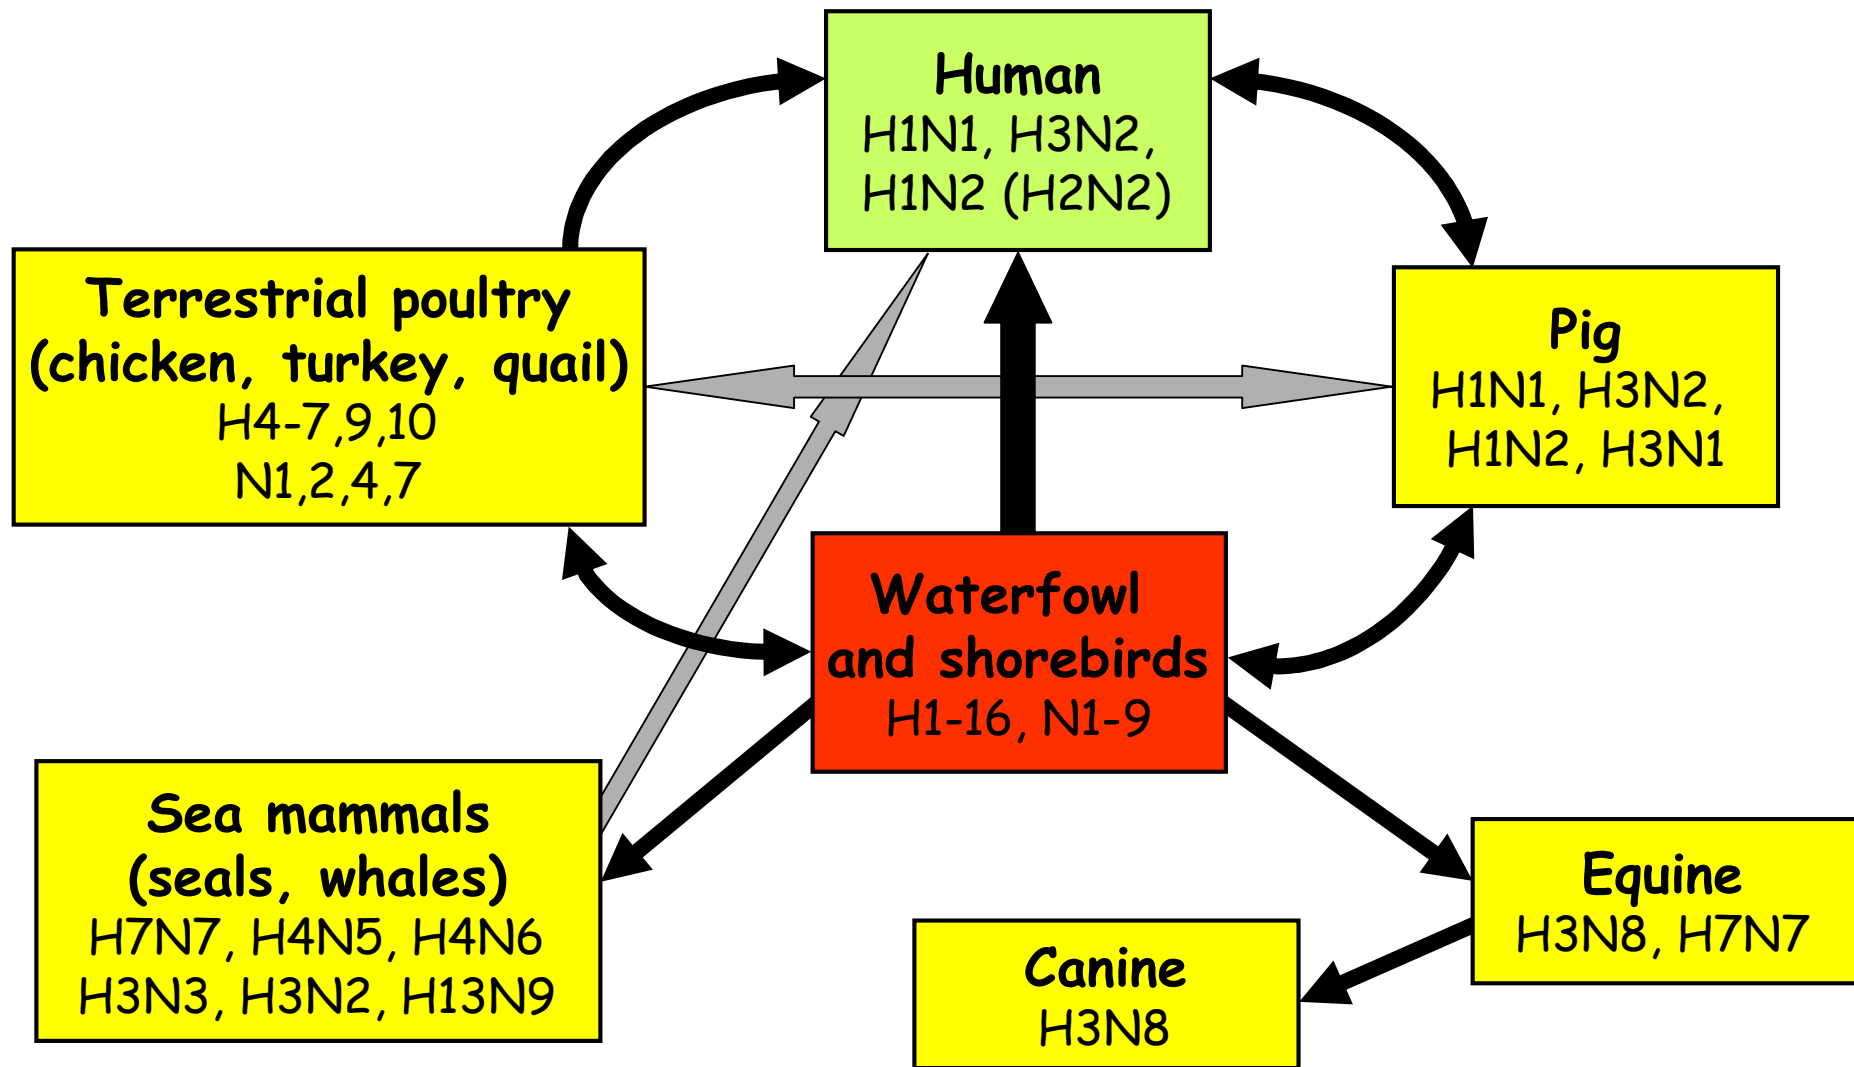 Human
H1N1, H3N2,
H1N2 (H2N2)
Terrestrial poultry
(chicken, turkey, quail)
H4-7,9,10
N1,2,4,7
Pig
H1N1, H3N2,
H1N2, H3N1
Waterfowl
and shorebirds
H1-16, N1-9
Sea mammals
(seals, whales)
H7N7, H4N5, H4N6
H3N3, H3N2, H13N9
Equine
H3N8, H7N7
Canine
H3N8